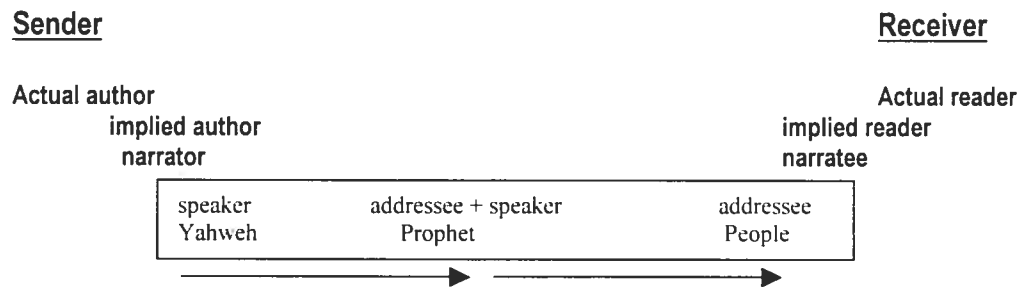 Sender Receiver
Actual author Actual reader
implied author implied reader
narrator narratee
speaker addressee + speaker addressee
Yahweh Prophet People